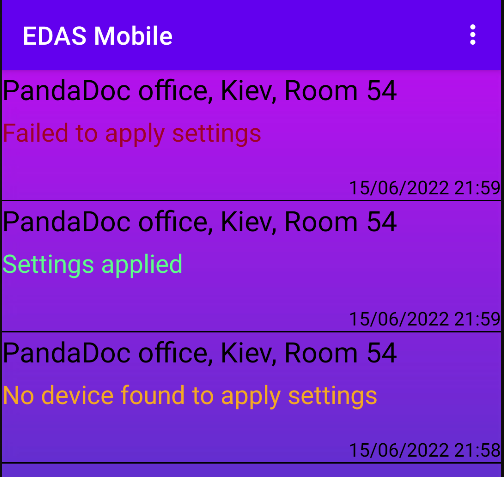 EDAS Mobile
PandaDoc office, Kiev, Room 54
Failed to apply settings
15/06/2022 21:59
PandaDoc office, Kiev, Room 54
Settings applied
15/06/2022 21:59
PandaDoc office, Kiev, Room 54
No device found to apply settings
15/06/2022 21:58